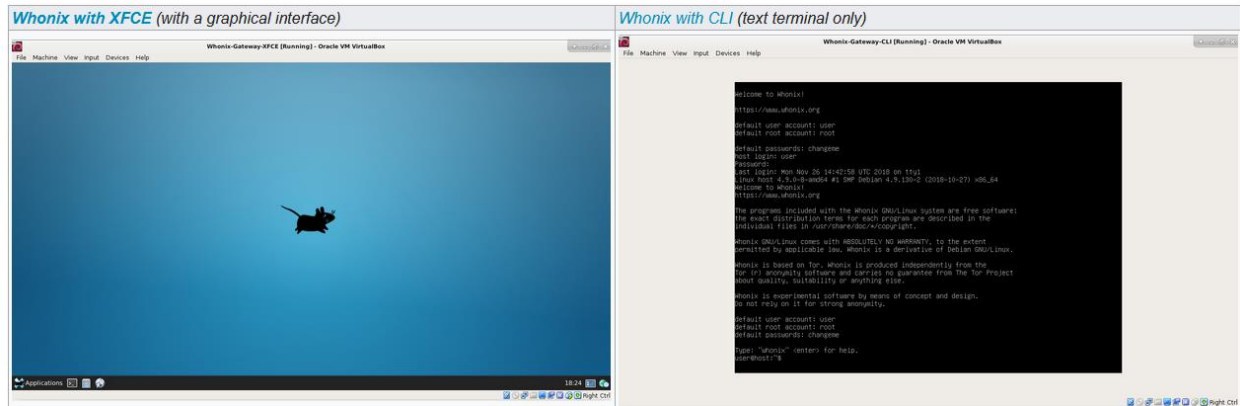 Whonix with XFCE (with a graphical interface)
Whonix-Gateway-XFCE [Running] - Oracle VM VirtualBox
File Machine View Input Devices Help
Applications
18:24
Right Ctrl
Whonix with CLI (text terminal only)
Whonix-Gateway-CLI [Running] - Oracle VM VirtualBox
File Machine View Input Devices Help
Welcome to Whonix!
https://www.whonix.org
default user account: user
default root account: root
default passwords: changeme
host login: user
Password:
Last login: Mon Nov 26 14:42:58 UTC 2018 on tty1
Linux host 4.9.0-8-amd64 #1 SMP Debian 4.9.130-2 (2018-10-27) x86_64
Welcome to Whonix!
https://www.whonix.org
The programs included with the Whonix GNU/Linux system are free software;
the exact distribution terms for each program are described in the
individual files in /usr/share/doc/*/copyright.
Whonix GNU/Linux comes with ABSOLUTELY NO WARRANTY, to the extent
permitted by applicable law. Whonix is a derivative of Debian GNU/Linux.
Whonix is based on Tor. Whonix is produced independently from the
Tor (r) anonymity software and carries no guarantee from The Tor Project
about quality, suitability or anything else.
Whonix is experimental software by means of concept and design.
Do not rely on it for strong anonymity.
default user account: user
default root account: root
default passwords: changeme
Type: "whonix" <enter> for help.
user@host:~$
Right Ctrl